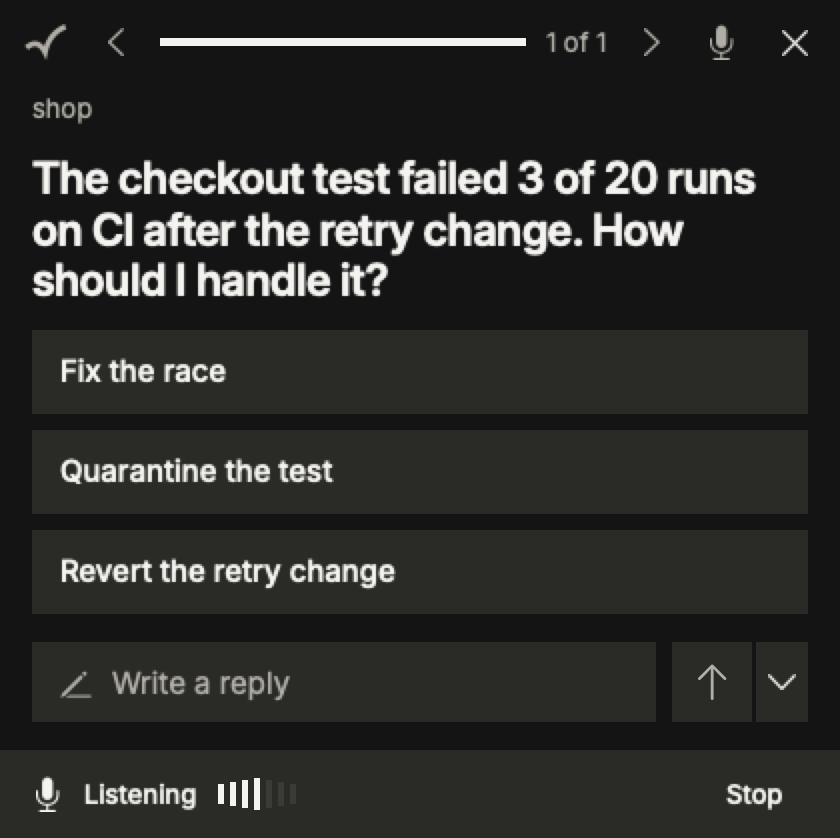 1 of 1
shop
The checkout test failed 3 of 20 runs
on CI after the retry change. How
should I handle it?
Fix the race
Quarantine the test
Revert the retry change
Write a reply
Listening
Stop